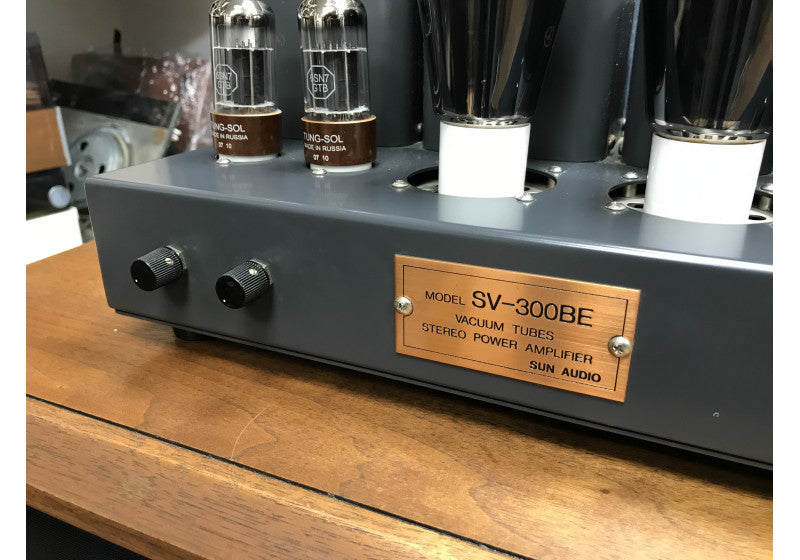 6SN7
GTB
TUNG-SOL
MADE IN RUSSIA
07 10
6SN7
GTB
TUNG-SOL
MADE IN RUSSIA
07 10
MODEL SV-300BE
VACUUM TUBES
STEREO POWER AMPLIFIER
SUN AUDIO